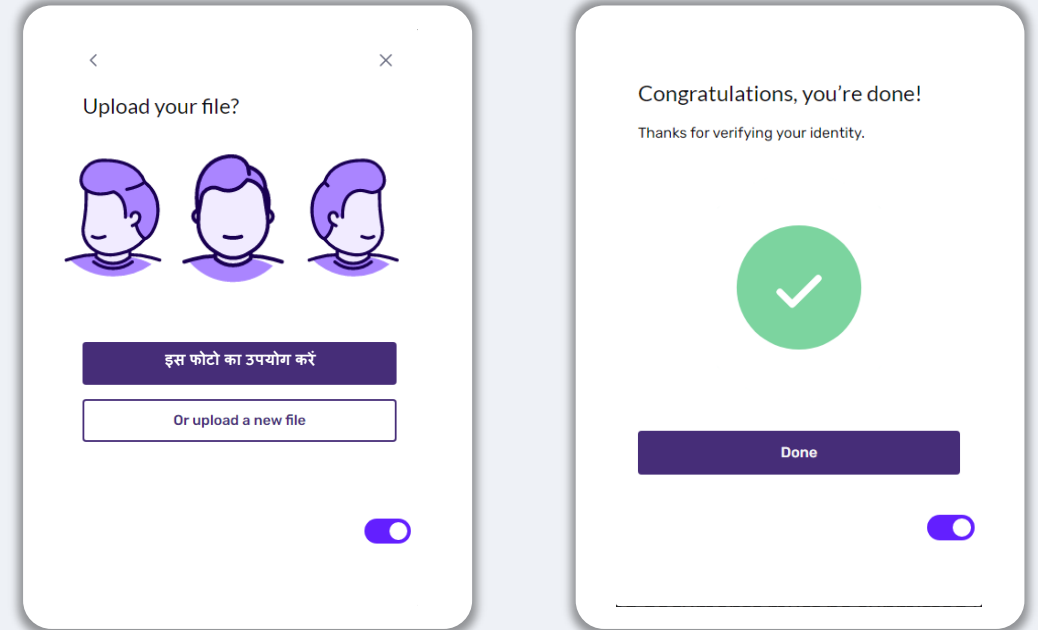 Upload your file?
इस फोटो का उपयोग करें
Or upload a new file
Congratulations, you're done!
Thanks for verifying your identity.
Done